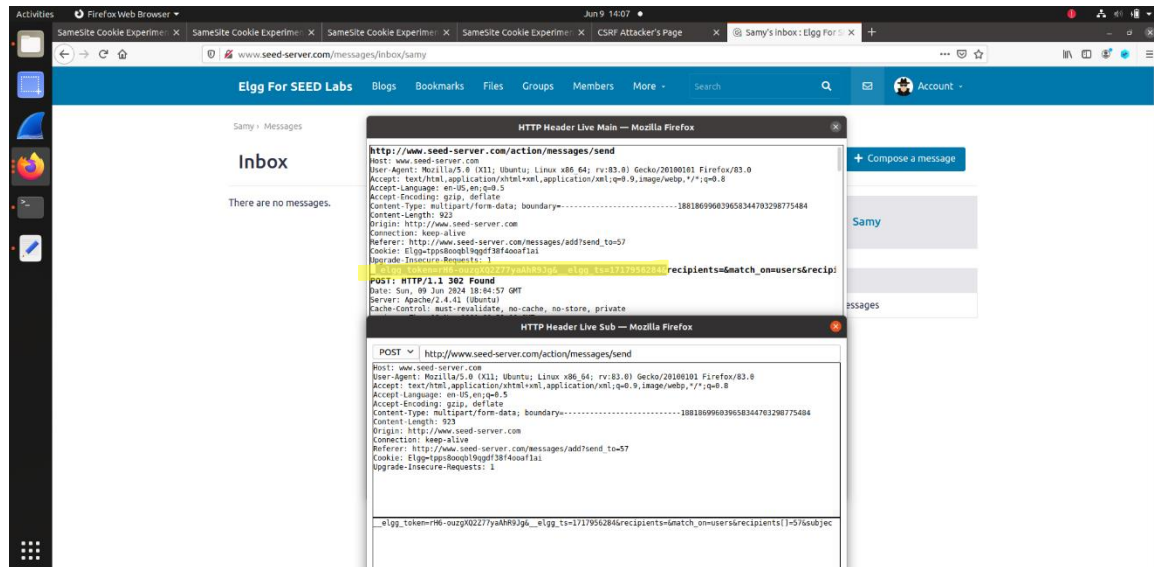 Activities Firefox Web Browser Jun 9 14:07
SameSite Cookie Experimen SameSite Cookie Experimen SameSite Cookie Experimen SameSite Cookie Experimen CSRF Attacker's Page Samy's Inbox : Elgg For S
www.seed-server.com/messages/inbox/samy
Elgg For SEED Labs Blogs Bookmarks Files Groups Members More Search Account
Samy › Messages
Inbox
+ Compose a message
There are no messages.
Samy
essages
HTTP Header Live Main — Mozilla Firefox
http://www.seed-server.com/action/messages/send
Host: www.seed-server.com
User-Agent: Mozilla/5.0 (X11; Ubuntu; Linux x86_64; rv:83.0) Gecko/20100101 Firefox/83.0
Accept: text/html,application/xhtml+xml,application/xml;q=0.9,image/webp,*/*;q=0.8
Accept-Language: en-US,en;q=0.5
Accept-Encoding: gzip, deflate
Content-Type: multipart/form-data; boundary=---------------------------188186996039658344703298775484
Content-Length: 923
Origin: http://www.seed-server.com
Connection: keep-alive
Referer: http://www.seed-server.com/messages/add?send_to=57
Cookie: Elgg=tpps8ooqbl9qgdf38f4ooaf1ai
Upgrade-Insecure-Requests: 1
__elgg_token=rH6-ouzgXQ2Z77yaAhR9Jg&__elgg_ts=1717956284&recipients=&match_on=users&recipi
POST: HTTP/1.1 302 Found
Date: Sun, 09 Jun 2024 18:04:57 GMT
Server: Apache/2.4.41 (Ubuntu)
Cache-Control: must-revalidate, no-cache, no-store, private
HTTP Header Live Sub — Mozilla Firefox
POST http://www.seed-server.com/action/messages/send
Host: www.seed-server.com
User-Agent: Mozilla/5.0 (X11; Ubuntu; Linux x86_64; rv:83.0) Gecko/20100101 Firefox/83.0
Accept: text/html,application/xhtml+xml,application/xml;q=0.9,image/webp,*/*;q=0.8
Accept-Language: en-US,en;q=0.5
Accept-Encoding: gzip, deflate
Content-Type: multipart/form-data; boundary=---------------------------188186996039658344703298775484
Content-Length: 923
Origin: http://www.seed-server.com
Connection: keep-alive
Referer: http://www.seed-server.com/messages/add?send_to=57
Cookie: Elgg=tpps8ooqbl9qgdf38f4ooaf1ai
Upgrade-Insecure-Requests: 1
__elgg_token=rH6-ouzgXQ2Z77yaAhR9Jg&__elgg_ts=1717956284&recipients=&match_on=users&recipients[]=57&subjec